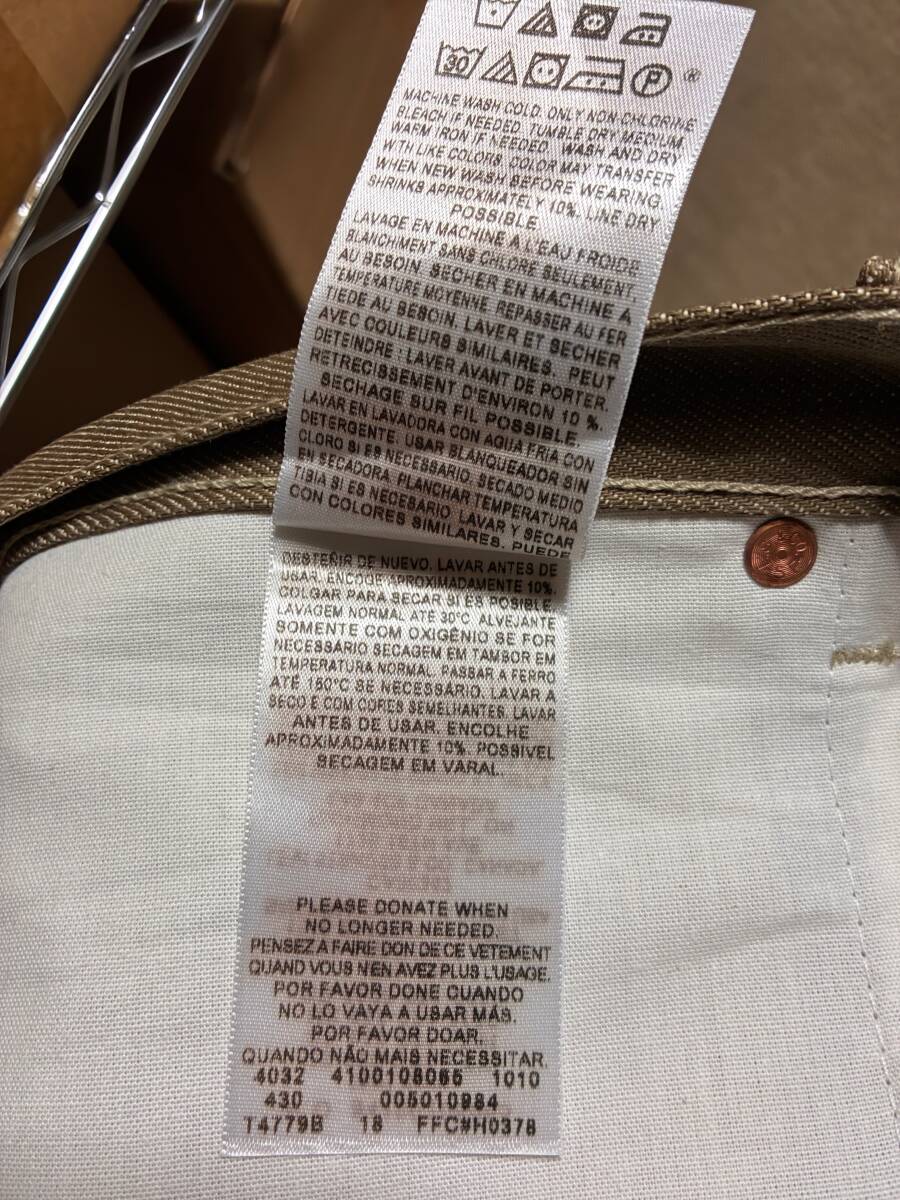 30
P
MACHINE WASH COLD. ONLY NON-CHLORINE
BLEACH IF NEEDED. TUMBLE DRY MEDIUM.
WARM IRON IF NEEDED. WASH AND DRY
WITH LIKE COLORS. COLOR MAY TRANSFER
WHEN NEW WASH BEFORE WEARING.
SHRINKS APPROXIMATELY 10%. LINE DRY
POSSIBLE.
LAVAGE EN MACHINE A L'EAU FROIDE
BLANCHIMENT SANS CHLORE SEULEMENT,
AU BESOIN SECHER EN MACHINE A
TEMPERATURE MOYENNE. REPASSER AU FER
TIEDE AU BESOIN. LAVER ET SECHER
AVEC COULEURS SIMILAIRES. PEUT
DETEINDRE : LAVER AVANT DE PORTER.
RETRECISSEMENT D'ENVIRON 10 %.
SECHAGE SUR FIL POSSIBLE.
LAVAR EN LAVADORA CON AGUA FRIA CON
DETERGENTE. USAR BLANQUEADOR SIN
CLORO SI ES NECESARIO. SECADO MEDIO
EN SECADORA. PLANCHAR TEMPERATURA
TIBIA SI ES NECESARIO. LAVAR Y SECAR
CON COLORES SIMILARES. PUEDE
DESTEÑIR DE NUEVO. LAVAR ANTES DE
USAR. ENCOGE APROXIMADAMENTE 10%.
COLGAR PARA SECAR SI ES POSIBLE.
LAVAGEM NORMAL ATÉ 30°C ALVEJANTE
SOMENTE COM OXIGÊNIO SE FOR
NECESSÁRIO SECAGEM EM TAMBOR EM
TEMPERATURA NORMAL. PASSAR A FERRO
ATÉ 150°C SE NECESSÁRIO. LAVAR A
SECO E COM CORES SEMELHANTES. LAVAR
ANTES DE USAR. ENCOLHE
APROXIMADAMENTE 10%. POSSIVEL
SECAGEM EM VARAL.
PLEASE DONATE WHEN
NO LONGER NEEDED.
PENSEZ A FAIRE DON DE CE VETEMENT
QUAND VOUS N'EN AVEZ PLUS L'USAGE.
POR FAVOR DONE CUANDO
NO LO VAYA A USAR MÁS.
POR FAVOR DOAR.
QUANDO NÃO MAIS NECESSITAR.
4032 4100108055 1010
430 005010984
T4779B 18 FFC#H0378